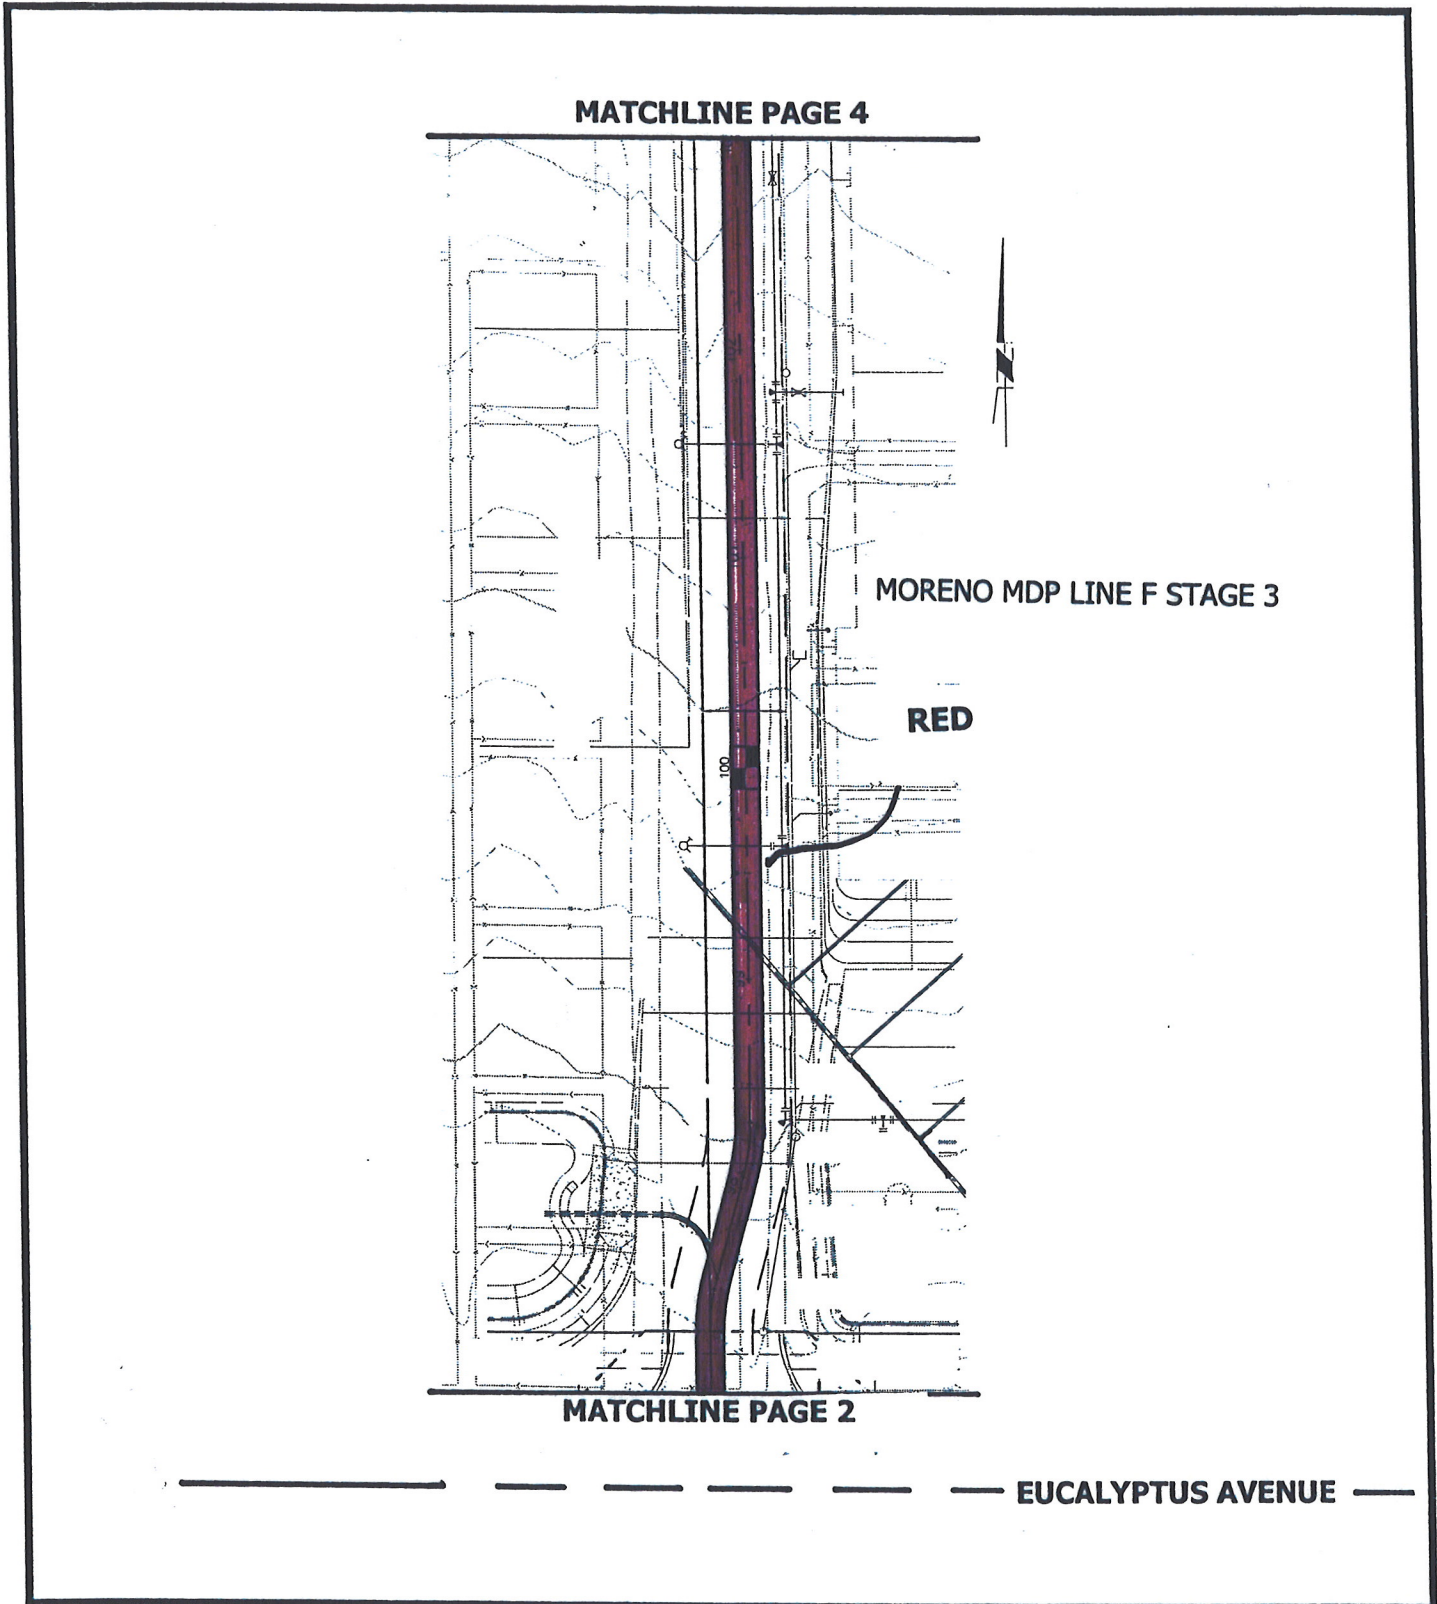 MATCHLINE PAGE 4
MORENO MDP LINE F STAGE 3
RED
100
MATCHLINE PAGE 2
EUCALYPTUS AVENUE